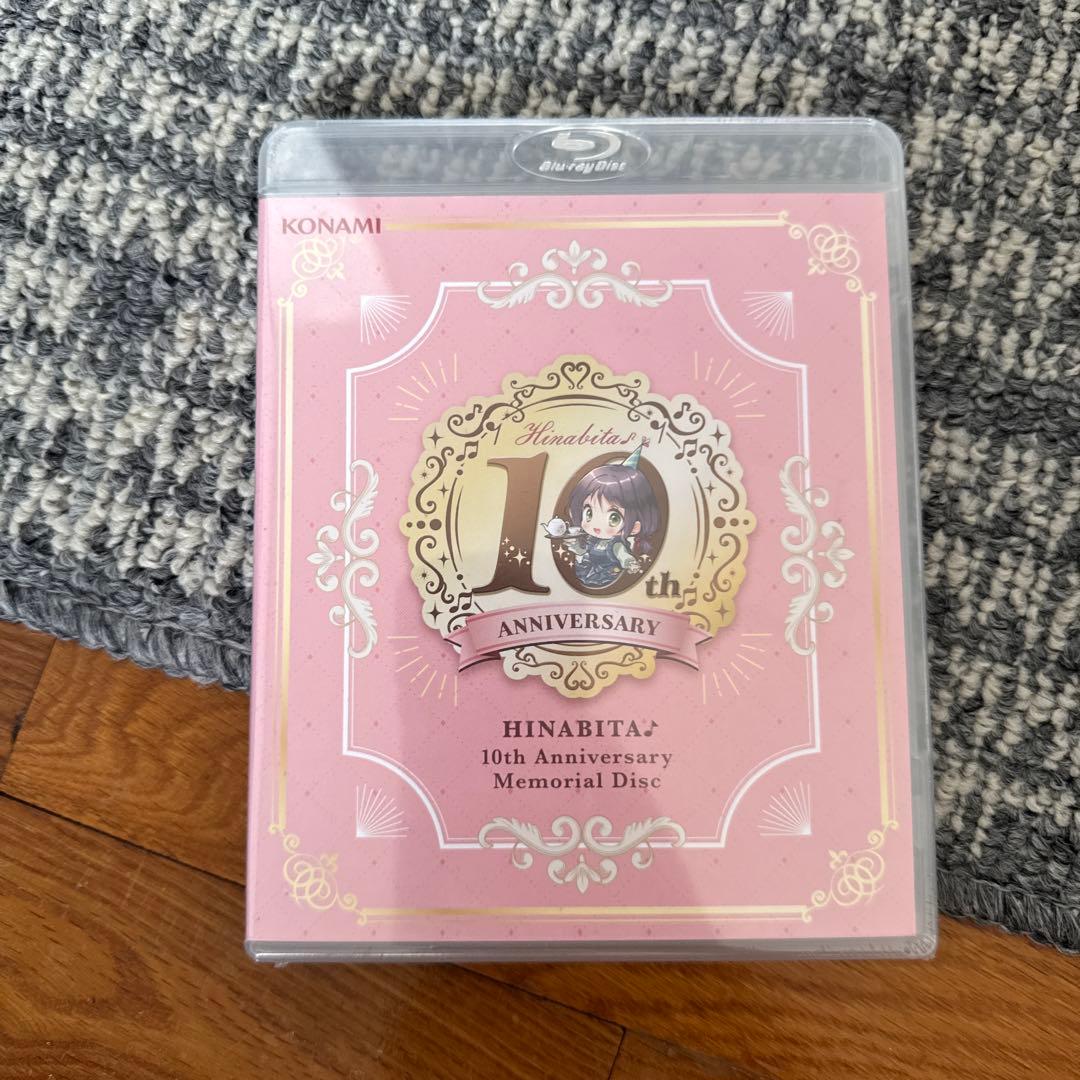 Blu-ray Disc
KONAMI
Hinabita♪
10th
ANNIVERSARY
HINABITA♪
10th Anniversary
Memorial Disc